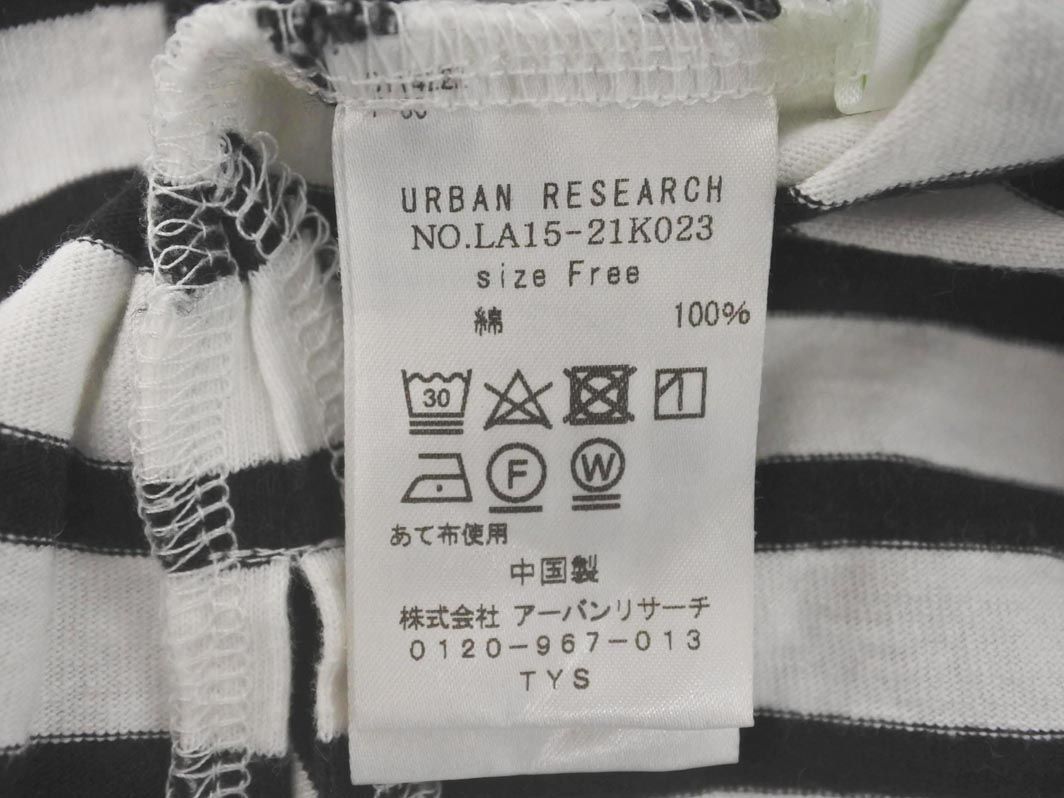 URBAN RESEARCH
NO.LA15-21K023
size Free
綿 100%
30
F W
あて布使用
中国製
株式会社 アーバンリサーチ
0120-967-013
TYS